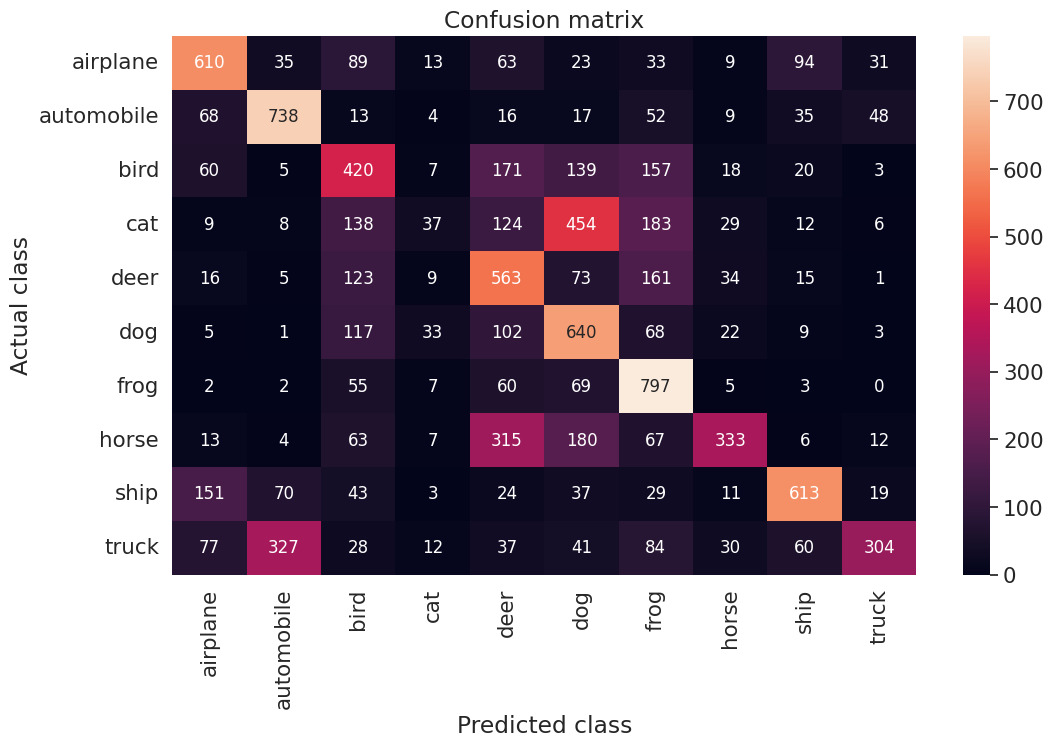 Confusion matrix
airplane 610 35 89 13 63 23 33 9 94 31
automobile 68 738 13 4 16 17 52 9 35 48
bird 60 5 420 7 171 139 157 18 20 3
cat 9 8 138 37 124 454 183 29 12 6
deer 16 5 123 9 563 73 161 34 15 1
dog 5 1 117 33 102 640 68 22 9 3
frog 2 2 55 7 60 69 797 5 3 0
horse 13 4 63 7 315 180 67 333 6 12
ship 151 70 43 3 24 37 29 11 613 19
truck 77 327 28 12 37 41 84 30 60 304
airplane automobile bird cat deer dog frog horse ship truck
Predicted class
Actual class
700
600
500
400
300
200
100
0